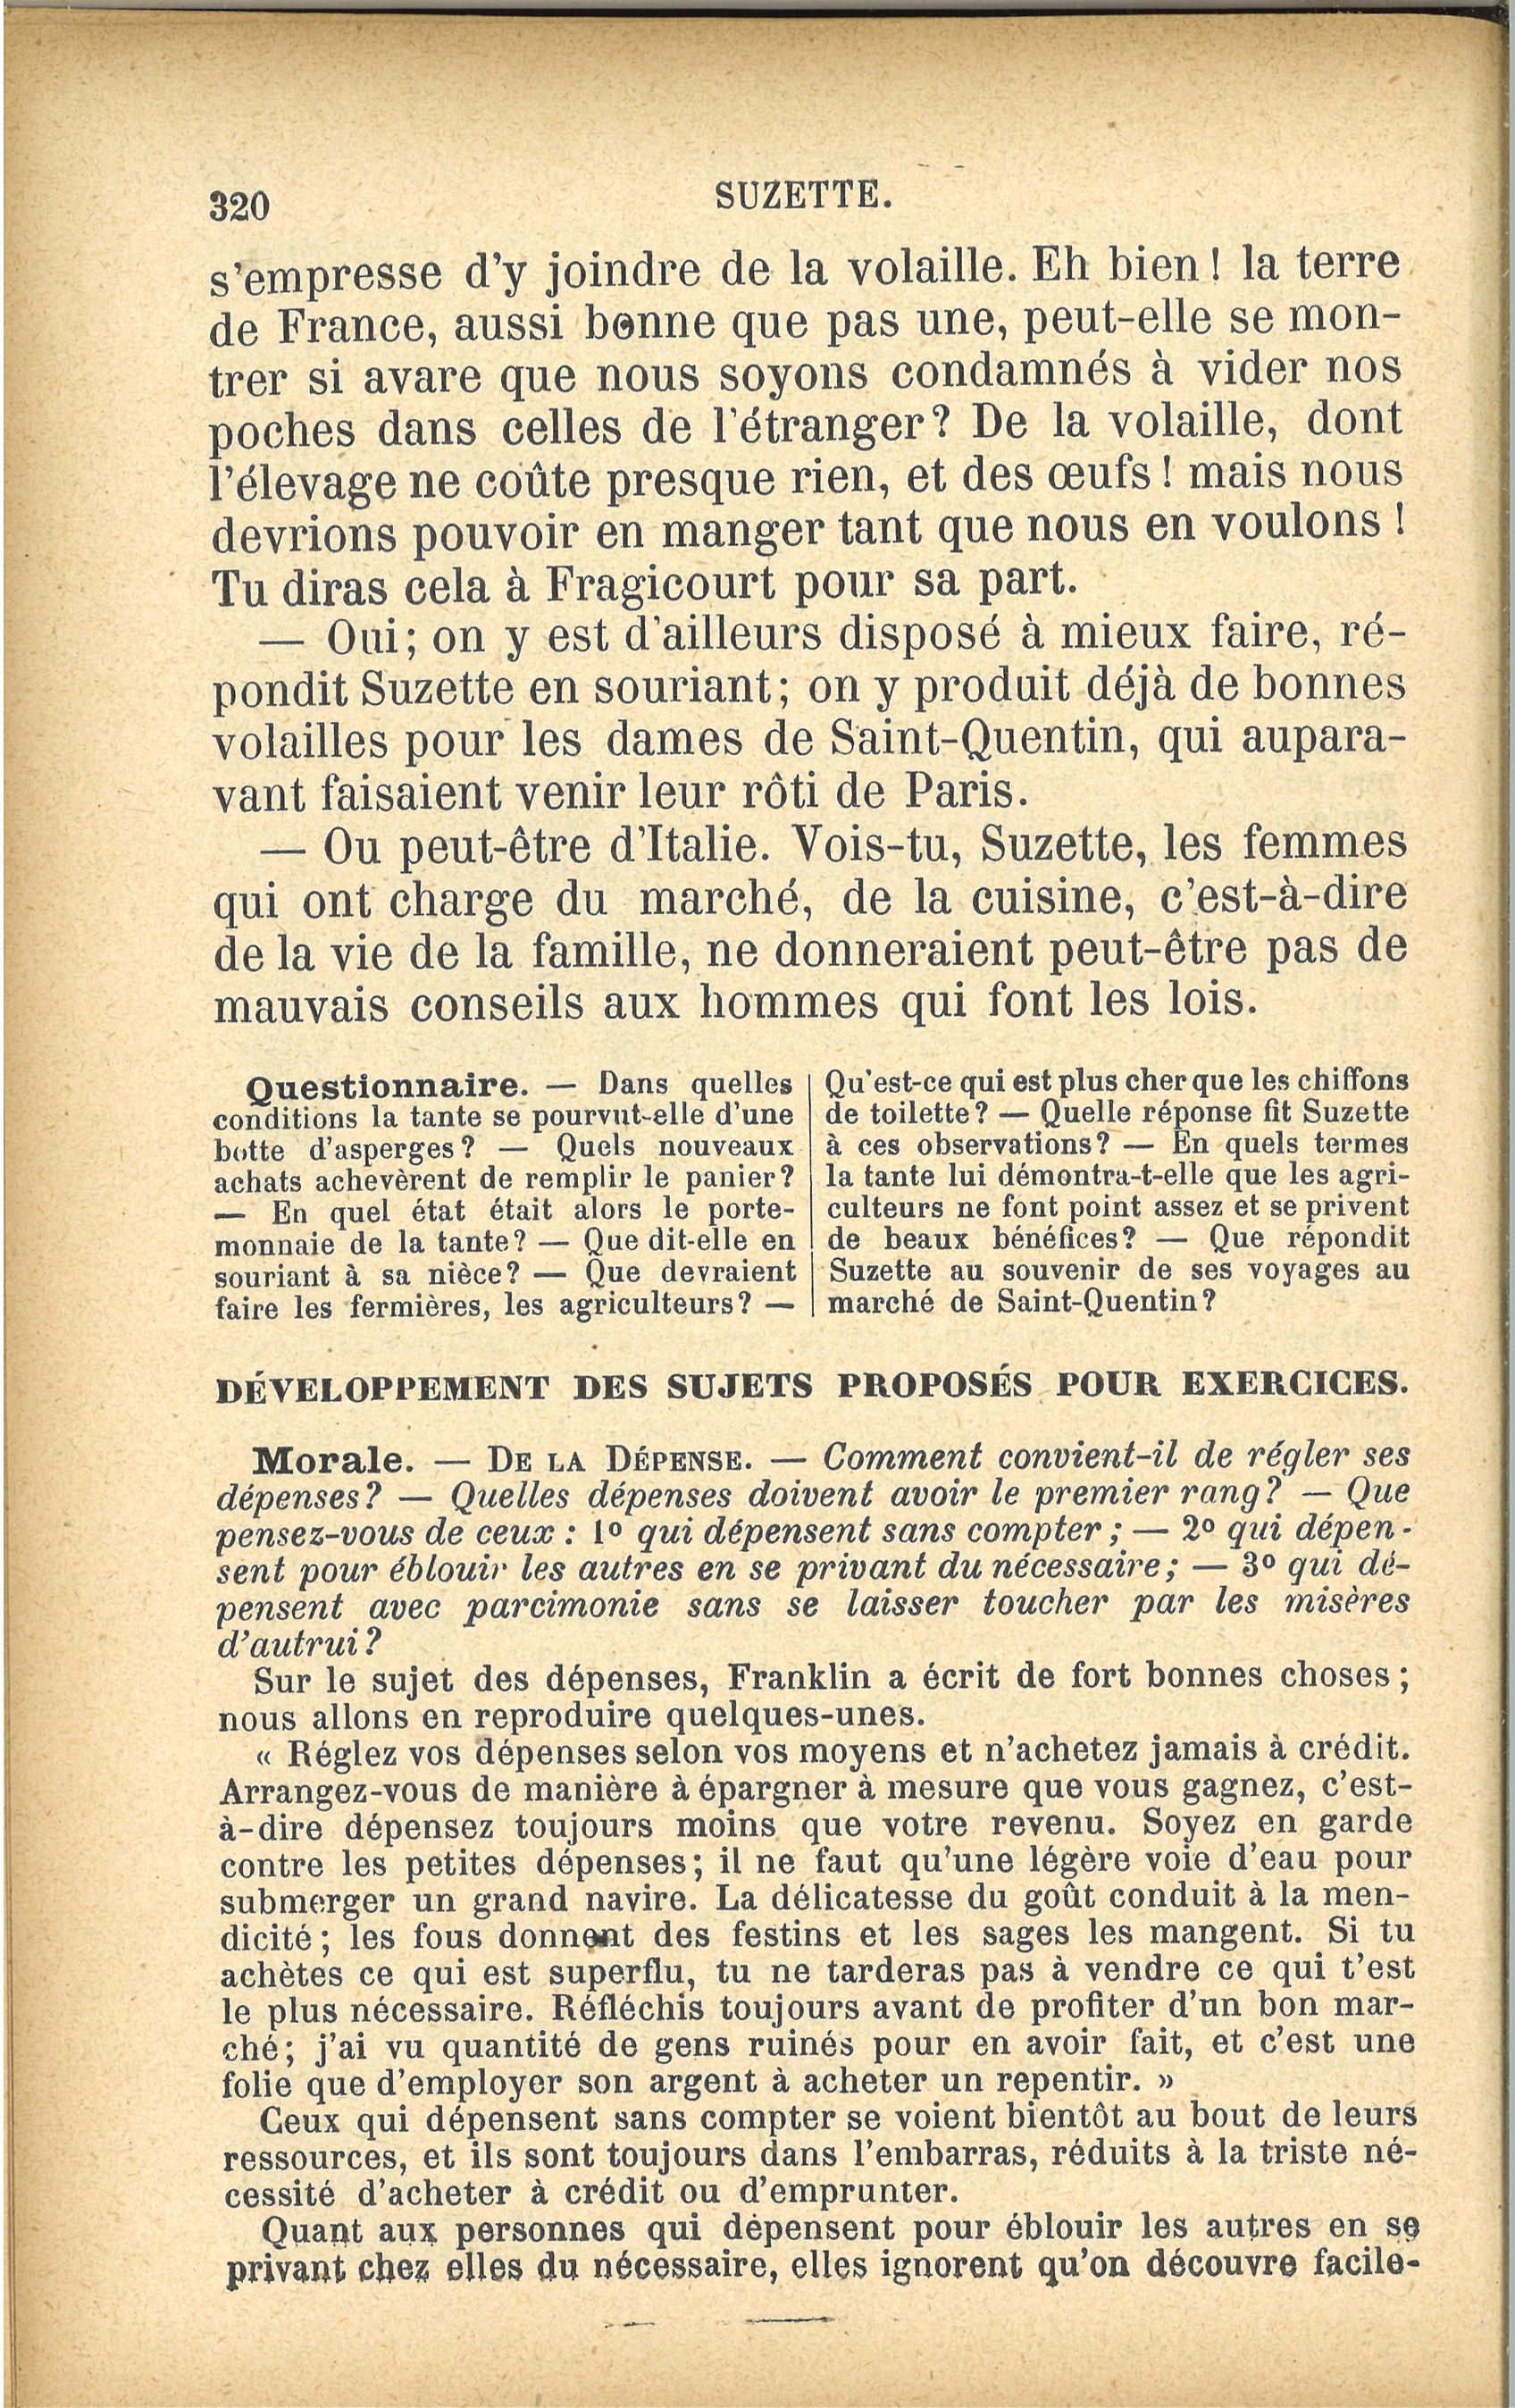 320
SUZETTE.
s'empresse d'y joindre de la volaille. Eh bien! la terre
de France, aussi bonne que pas une, peut-elle se mon-
trer si avare que nous soyons condamnés à vider nos
poches dans celles de l'étranger? De la volaille, dont
l'élevage ne coûte presque rien, et des œufs! mais nous
devrions pouvoir en manger tant que nous en voulons!
Tu diras cela à Fragicourt pour sa part.
— Oui; on y est d'ailleurs disposé à mieux faire, ré-
pondit Suzette en souriant; on y produit déjà de bonnes
volailles pour les dames de Saint-Quentin, qui aupara-
vant faisaient venir leur rôti de Paris.
— Ou peut-être d'Italie. Vois-tu, Suzette, les femmes
qui ont charge du marché, de la cuisine, c'est-à-dire
de la vie de la famille, ne donneraient peut-être pas de
mauvais conseils aux hommes qui font les lois.
Questionnaire. — Dans quelles
conditions la tante se pourvut-elle d'une
botte d'asperges? — Quels nouveaux
achats achevèrent de remplir le panier?
— En quel état était alors le porte-
monnaie de la tante? — Que dit-elle en
souriant à sa nièce? — Que devraient
faire les fermières, les agriculteurs? —
Qu'est-ce qui est plus cher que les chiffons
de toilette? — Quelle réponse fit Suzette
à ces observations? — En quels termes
la tante lui démontra-t-elle que les agri-
culteurs ne font point assez et se privent
de beaux bénéfices? — Que répondit
Suzette au souvenir de ses voyages au
marché de Saint-Quentin?
DÉVELOPPEMENT DES SUJETS PROPOSÉS POUR EXERCICES.
Morale. — DE LA DÉPENSE. — Comment convient-il de régler ses
dépenses? — Quelles dépenses doivent avoir le premier rang? — Que
pensez-vous de ceux : 1º qui dépensent sans compter; — 2º qui dépen-
sent pour éblouir les autres en se privant du nécessaire; — 3º qui dé-
pensent avec parcimonie sans se laisser toucher par les misères
d'autrui?
Sur le sujet des dépenses, Franklin a écrit de fort bonnes choses;
nous allons en reproduire quelques-unes.
« Réglez vos dépenses selon vos moyens et n'achetez jamais à crédit.
Arrangez-vous de manière à épargner à mesure que vous gagnez, c'est-
à-dire dépensez toujours moins que votre revenu. Soyez en garde
contre les petites dépenses; il ne faut qu'une légère voie d'eau pour
submerger un grand navire. La délicatesse du goût conduit à la men-
dicité; les fous donnent des festins et les sages les mangent. Si tu
achètes ce qui est superflu, tu ne tarderas pas à vendre ce qui t'est
le plus nécessaire. Réfléchis toujours avant de profiter d'un bon mar-
ché; j'ai vu quantité de gens ruinés pour en avoir fait, et c'est une
folie que d'employer son argent à acheter un repentir. »
Ceux qui dépensent sans compter se voient bientôt au bout de leurs
ressources, et ils sont toujours dans l'embarras, réduits à la triste né-
cessité d'acheter à crédit ou d'emprunter.
Quant aux personnes qui dépensent pour éblouir les autres en se
privant chez elles du nécessaire, elles ignorent qu'on découvre facile-